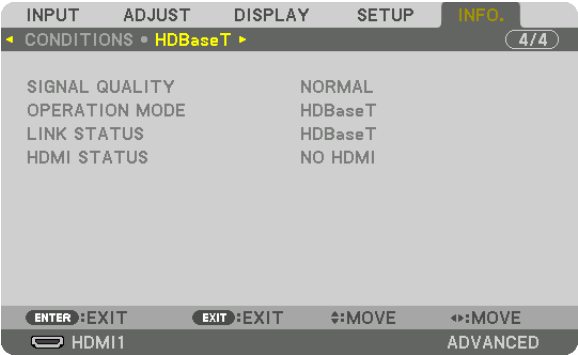 INPUT ADJUST DISPLAY SETUP INFO.
◂ CONDITIONS • HDBaseT ▸ 4/4
SIGNAL QUALITY NORMAL
OPERATION MODE HDBaseT
LINK STATUS HDBaseT
HDMI STATUS NO HDMI
ENTER :EXIT EXIT :EXIT :MOVE :MOVE
HDMI1 ADVANCED